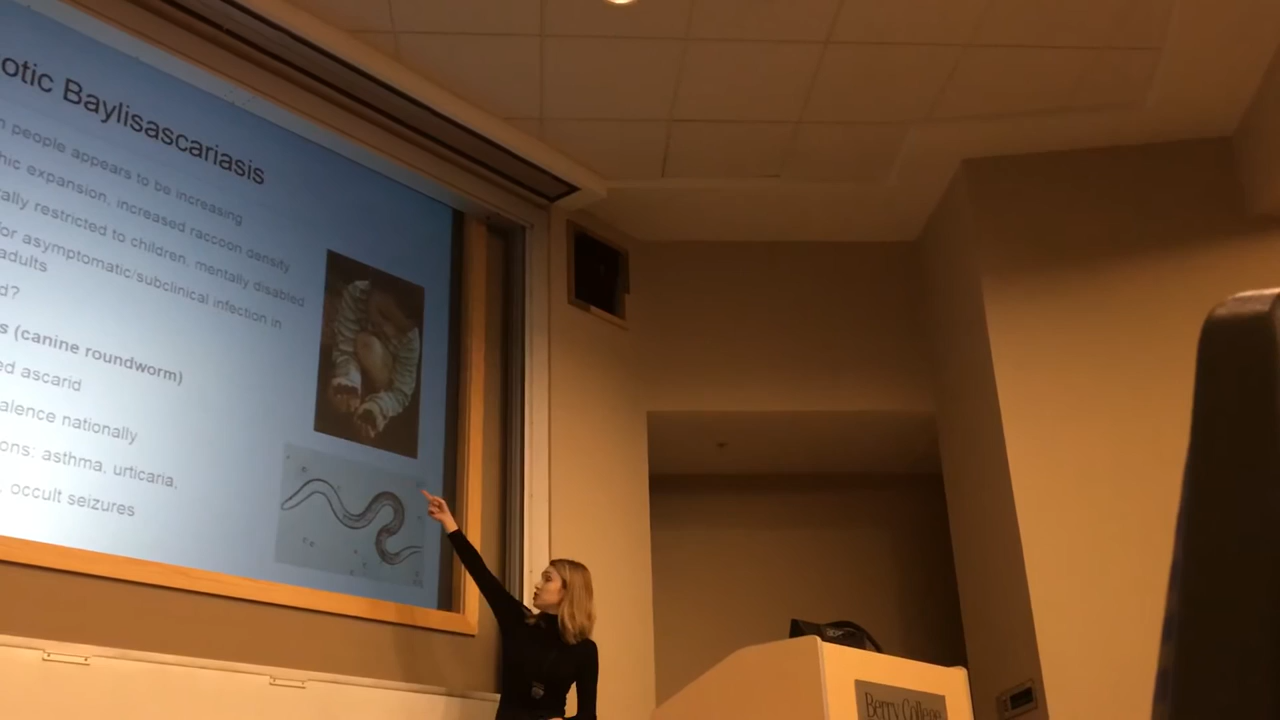 otic Baylisascariasis
n people appears to be increasing
hic expansion, increased raccoon density
ally restricted to children, mentally disabled
for asymptomatic/subclinical infection in
adults
d?
s (canine roundworm)
ed ascarid
alence nationally
ons: asthma, urticaria,
, occult seizures
Berry College